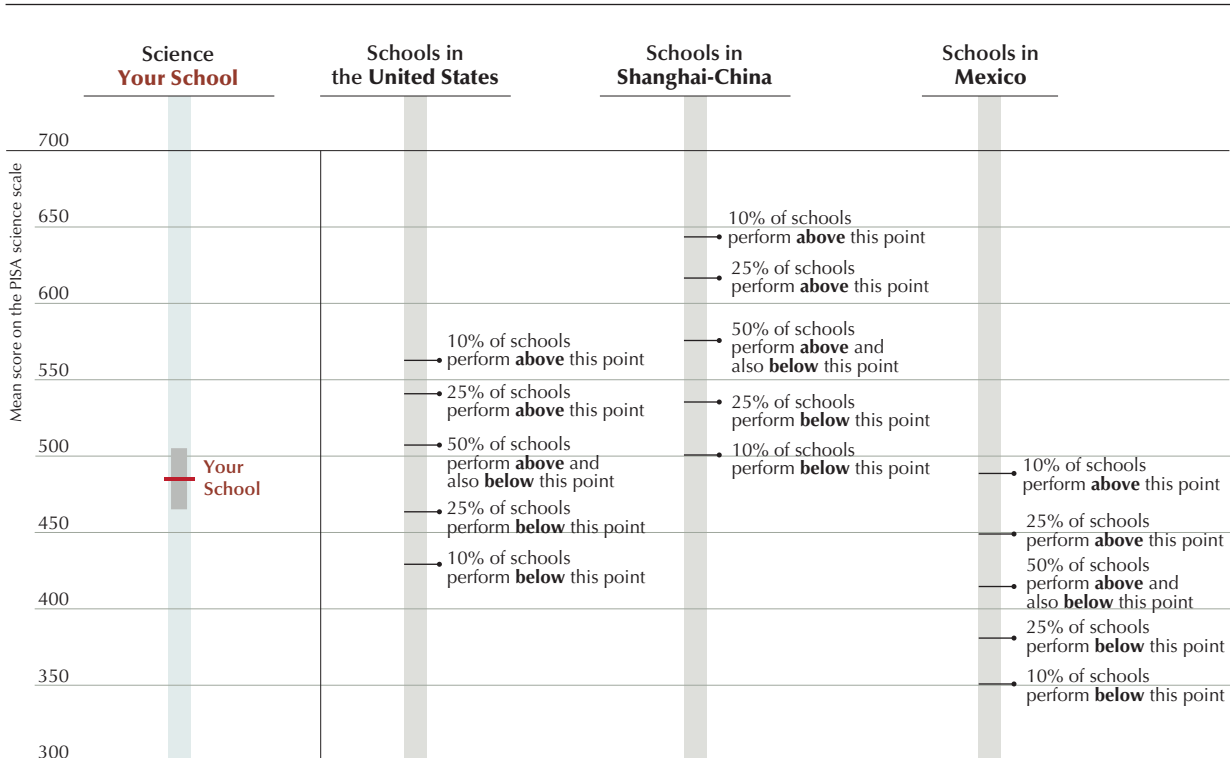 Science
Your School
Schools in
the United States
Schools in
Shanghai-China
Schools in
Mexico
Mean score on the PISA science scale
700
650
600
550
500
450
400
350
300
Your
School
10% of schools
perform above this point
25% of schools
perform above this point
50% of schools
perform above and
also below this point
25% of schools
perform below this point
10% of schools
perform below this point
10% of schools
perform above this point
25% of schools
perform above this point
50% of schools
perform above and
also below this point
25% of schools
perform below this point
10% of schools
perform below this point
10% of schools
perform above this point
25% of schools
perform above this point
50% of schools
perform above and
also below this point
25% of schools
perform below this point
10% of schools
perform below this point